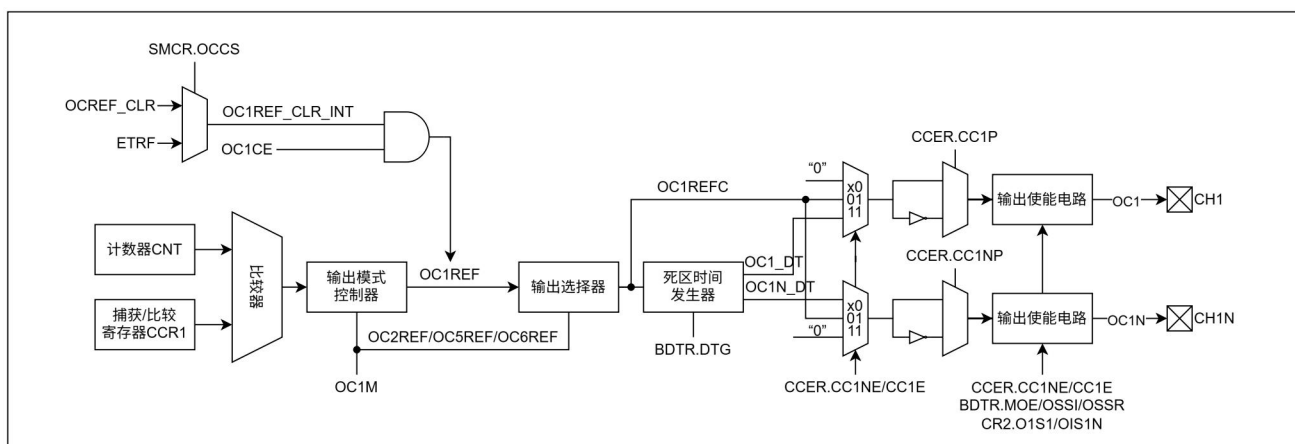 SMCR.OCCS
OCREF_CLR
OC1REF_CLR_INT
ETRF
OC1CE
CCER.CC1P
“0”
OC1REFC
x0
01
11
输出使能电路
OC1
CH1
计数器CNT
比较器
捕获/比较
寄存器CCR1
输出模式
控制器
OC1REF
输出选择器
死区时间
发生器
OC1_DT
OC1N_DT
CCER.CC1NP
x0
01
11
“0”
输出使能电路
OC1N
CH1N
OC2REF/OC5REF/OC6REF
BDTR.DTG
OC1M
CCER.CC1NE/CC1E
CCER.CC1NE/CC1E
BDTR.MOE/OSSI/OSSR
CR2.O1S1/OIS1N